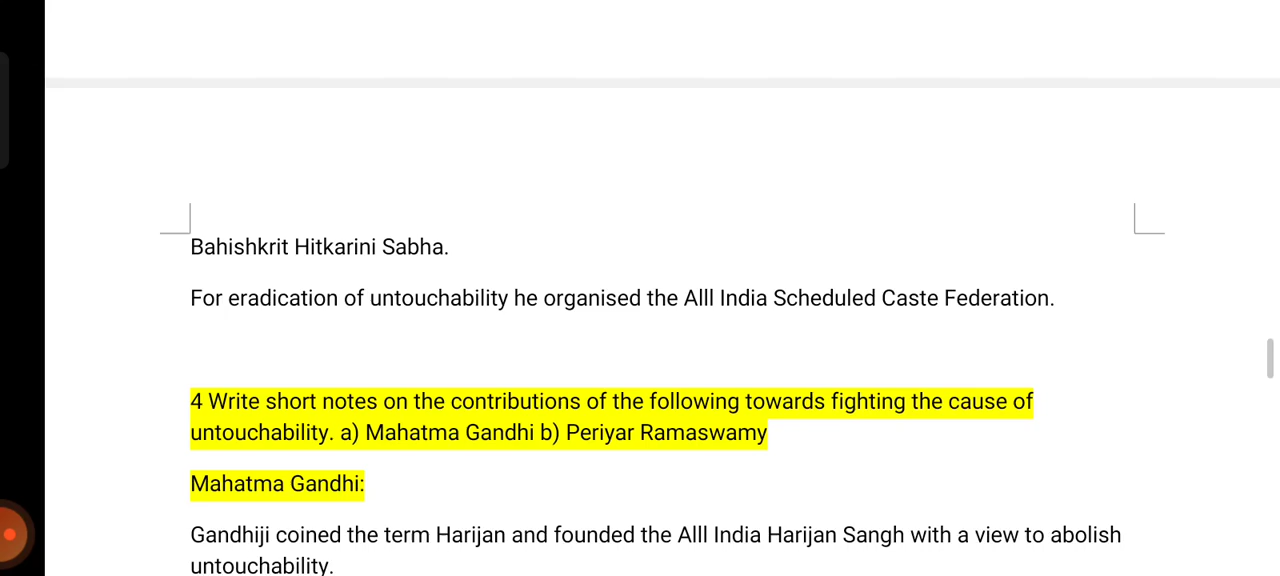 Bahishkrit Hitkarini Sabha.
For eradication of untouchability he organised the Alll India Scheduled Caste Federation.
4 Write short notes on the contributions of the following towards fighting the cause of
untouchability. a) Mahatma Gandhi b) Periyar Ramaswamy
Mahatma Gandhi:
Gandhiji coined the term Harijan and founded the Alll India Harijan Sangh with a view to abolish
untouchability.